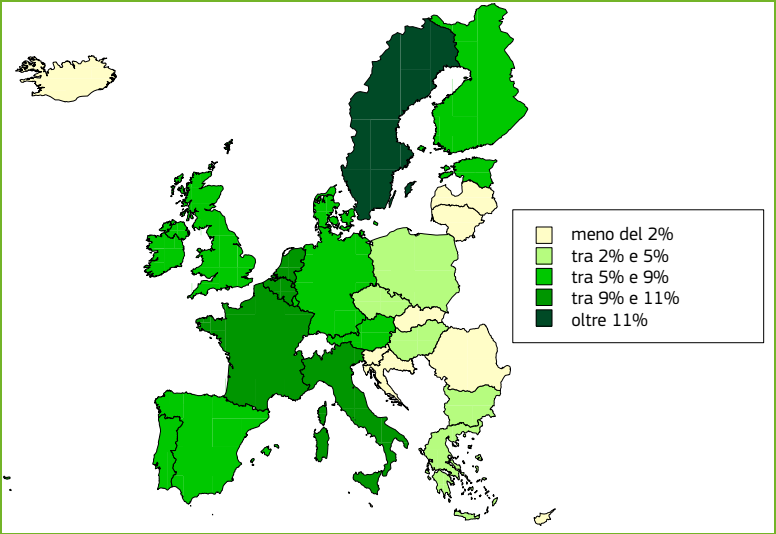 meno del 2%
tra 2% e 5%
tra 5% e 9%
tra 9% e 11%
oltre 11%